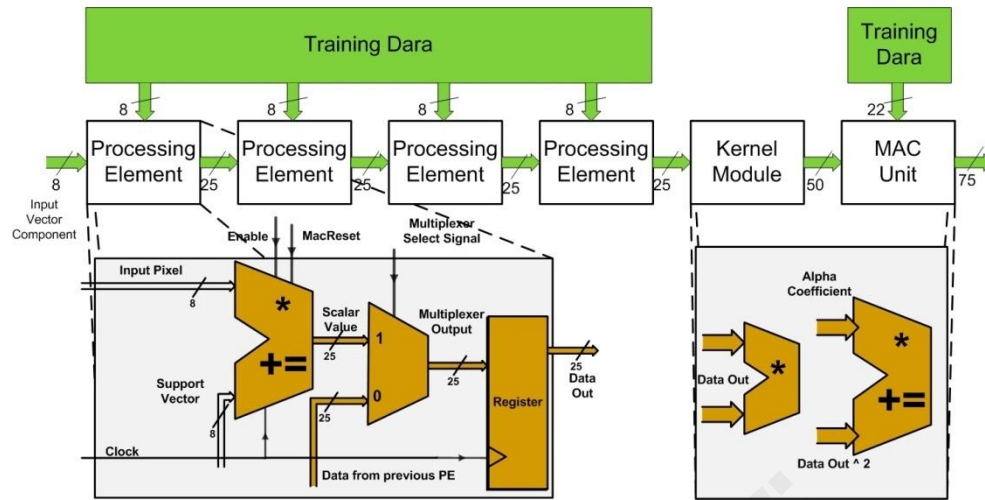 Training Dara
Training
Dara
8
8
8
8
22
Processing
Element
Processing
Element
Processing
Element
Processing
Element
Kernel
Module
MAC
Unit
8
25
25
25
25
50
75
Input
Vector
Component
Enable
MacReset
Multiplexer
Select Signal
Input Pixel
8
*
+=
Scalar
Value
25
1
0
Multiplexer
Output
25
Register
25
Data
Out
Support
Vector
8
25
Clock
Data from previous PE
Alpha
Coefficient
Data Out
*
*
+=
Data Out ^ 2